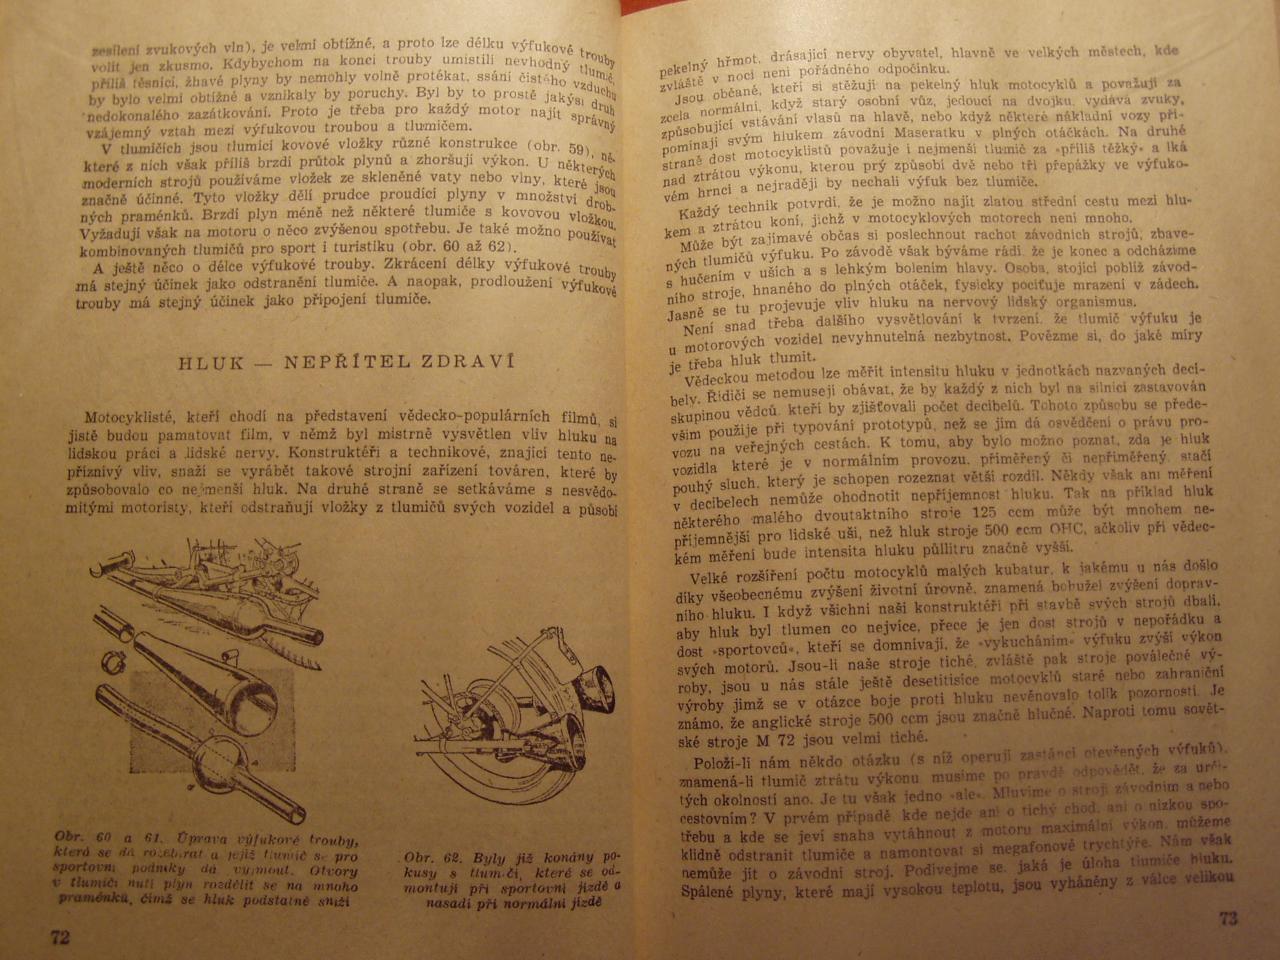 zesílení zvukových vln), je velmi obtížné, a proto lze délku výfukové trouby
volit jen zkusmo. Kdybychom na konci trouby umístili nevhodný tlumič,
příliš těsnící, žhavé plyny by nemohly volně protékat, ssání čistého vzduchu
by bylo velmi obtížné a vznikaly by poruchy. Byl by to prostě jakýsi druh
nedokonalého zazátkování. Proto je třeba pro každý motor najít správný
vzájemný vztah mezi výfukovou troubou a tlumičem.
V tlumičích jsou tlumicí kovové vložky různé konstrukce (obr. 59), ně-
které z nich však příliš brzdí průtok plynů a zhoršují výkon. U některých
moderních strojů používáme vložek ze skleněné vaty nebo vlny, které jsou
značně účinné. Tyto vložky dělí prudce proudící plyny v množství drob-
ných praménků. Brzdí plyn méně než některé tlumiče s kovovou vložkou.
Vyžadují však na motoru o něco zvýšenou spotřebu. Je také možno používat
kombinovaných tlumičů pro sport i turistiku (obr. 60 až 62).
A ještě něco o délce výfukové trouby. Zkrácení délky výfukové trouby
má stejný účinek jako odstranění tlumiče. A naopak, prodloužení výfukové
trouby má stejný účinek jako připojení tlumiče.
HLUK — NEPŘÍTEL ZDRAVÍ
Motocyklisté, kteří chodí na představení vědecko-populárních filmů, si
jistě budou pamatovat film, v němž byl mistrně vysvětlen vliv hluku na
lidskou práci a lidské nervy. Konstruktéři a technikové, znající tento ne-
příznivý vliv, snaží se vyrábět takové strojní zařízení továren, které by
způsobovalo co nejmenší hluk. Na druhé straně se setkáváme s nesvědo-
mitými motoristy, kteří odstraňují vložky z tlumičů svých vozidel a působí
Obr. 60 a 61. Úprava výfukové trouby,
která se dá rozebírat a jejíž tlumič se pro
sportovní podniky dá vyjmout. Otvory
v tlumiči nutí plyn rozdělit se na mnoho
praménků, čímž se hluk podstatně sníží
Obr. 62. Byly již konány po-
kusy s tlumiči, které se od-
montují při sportovní jízdě a
nasadí při normální jízdě
72
pekelný hřmot, drásající nervy obyvatel, hlavně ve velkých městech, kde
zvláště v noci není pořádného odpočinku.
Jsou občané, kteří si stěžují na pekelný hluk motocyklů a považují za
zcela normální, když starý osobní vůz, jedoucí na dvojku, vydává zvuky,
způsobující vstávání vlasů na hlavě, nebo když některé nákladní vozy při-
pomínají svým hlukem závodní Maseratku v plných otáčkách. Na druhé
straně dost motocyklistů považuje i nejmenší tlumič za »příliš těžký« a lká
nad ztrátou výkonu, kterou prý způsobí dvě nebo tři přepážky ve výfuko-
vém hrnci a nejraději by nechali výfuk bez tlumiče.
Každý technik potvrdí, že je možno najít zlatou střední cestu mezi hlu-
kem a ztrátou koní, jichž v motocyklových motorech není mnoho.
Může být zajímavé občas si poslechnout rachot závodních strojů, zbave-
ných tlumičů výfuku. Po závodě však býváme rádi, že je konec a odcházíme
s hučením v uších a s lehkým bolením hlavy. Osoba, stojící poblíž závod-
ního stroje, hnaného do plných otáček, fysicky pociťuje mrazení v zádech.
Jasně se tu projevuje vliv hluku na nervový lidský organismus.
Není snad třeba dalšího vysvětlování k tvrzení, že tlumič výfuku je
u motorových vozidel nevyhnutelná nezbytnost. Povězme si, do jaké míry
je třeba hluk tlumit.
Vědeckou metodou lze měřit intensitu hluku v jednotkách nazvaných deci-
bely. Řidiči se nemusejí obávat, že by každý z nich byl na silnici zastavován
skupinou vědců, kteří by zjišťovali počet decibelů. Tohoto způsobu se přede-
vším použije při typování prototypů, než se jim dá osvědčení o právu pro-
vozu na veřejných cestách. K tomu, aby bylo možno poznat, zda je hluk
vozidla které je v normálním provozu, přiměřený či nepřiměřený, stačí
pouhý sluch, který je schopen rozeznat větší rozdíl. Někdy však ani měření
v decibelech nemůže ohodnotit nepříjemnost hluku. Tak na příklad hluk
některého malého dvoutaktního stroje 125 ccm může být mnohem ne-
příjemnější pro lidské uši, než hluk stroje 500 ccm OHC, ačkoliv při vědec-
kém měření bude intensita hluku půllitru značně vyšší.
Velké rozšíření počtu motocyklů malých kubatur, k jakému u nás došlo
díky všeobecnému zvýšení životní úrovně, znamená bohužel zvýšení doprav-
ního hluku. I když všichni naši konstruktéři při stavbě svých strojů dbali,
aby hluk byl tlumen co nejvíce, přece je jen dost strojů v nepořádku a
dost »sportovců«, kteří se domnívají, že »vykucháním« výfuku zvýší výkon
svých motorů. Jsou-li naše stroje tiché, zvláště pak stroje poválečné vý-
roby, jsou u nás stále ještě desetitisíce motocyklů staré nebo zahraniční
výroby jimž se v otázce boje proti hluku nevěnovalo tolik pozornosti. Je
známo, že anglické stroje 500 ccm jsou značně hlučné. Naproti tomu sovět-
ské stroje M 72 jsou velmi tiché.
Položí-li nám někdo otázku (s níž operují zastánci otevřených výfuků),
znamená-li tlumič ztrátu výkonu musíme po pravdě odpovědět, že za urči-
tých okolností ano. Je tu však jedno »ale«. Mluvíme o stroji závodním a nebo
cestovním? V prvém případě kde nejde ani o tichý chod, ani o nízkou spo-
třebu a kde se jeví snaha vytáhnout z motoru maximální výkon, můžeme
klidně odstranit tlumiče a namontovat si megafonové trychtýře. Nám však
nemůže jít o závodní stroj. Podívejme se, jaká je úloha tlumiče hluku.
Spálené plyny, které mají vysokou teplotu, jsou vyháněny z válce velikou
73